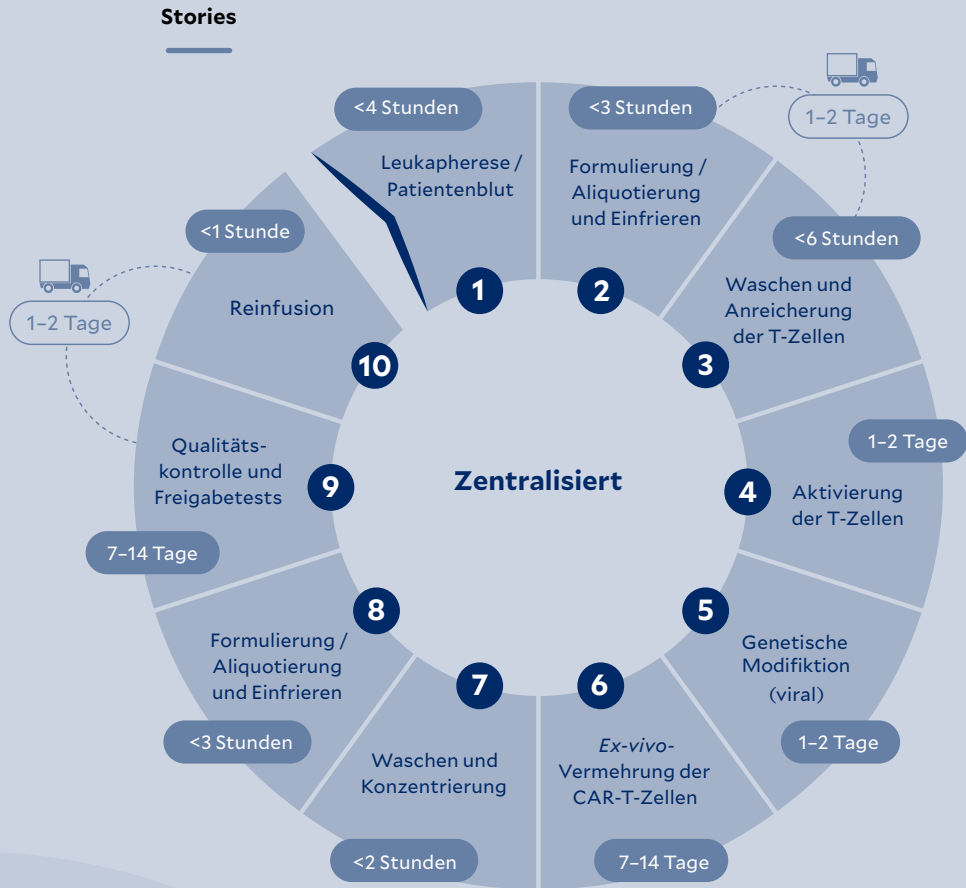 Stories
<4 Stunden
Leukapherese /
Patientenblut
1
<3 Stunden
Formulierung /
Aliquotierung
und Einfrieren
2
1–2 Tage
<6 Stunden
Waschen und
Anreicherung
der T-Zellen
3
1–2 Tage
Aktivierung
der T-Zellen
4
Genetische
Modifiktion
(viral)
5
1–2 Tage
Ex-vivo-
Vermehrung der
CAR-T-Zellen
6
7–14 Tage
Waschen und
Konzentrierung
7
<2 Stunden
Formulierung /
Aliquotierung
und Einfrieren
8
<3 Stunden
Qualitäts-
kontrolle und
Freigabetests
9
7–14 Tage
1–2 Tage
<1 Stunde
Reinfusion
10
Zentralisiert